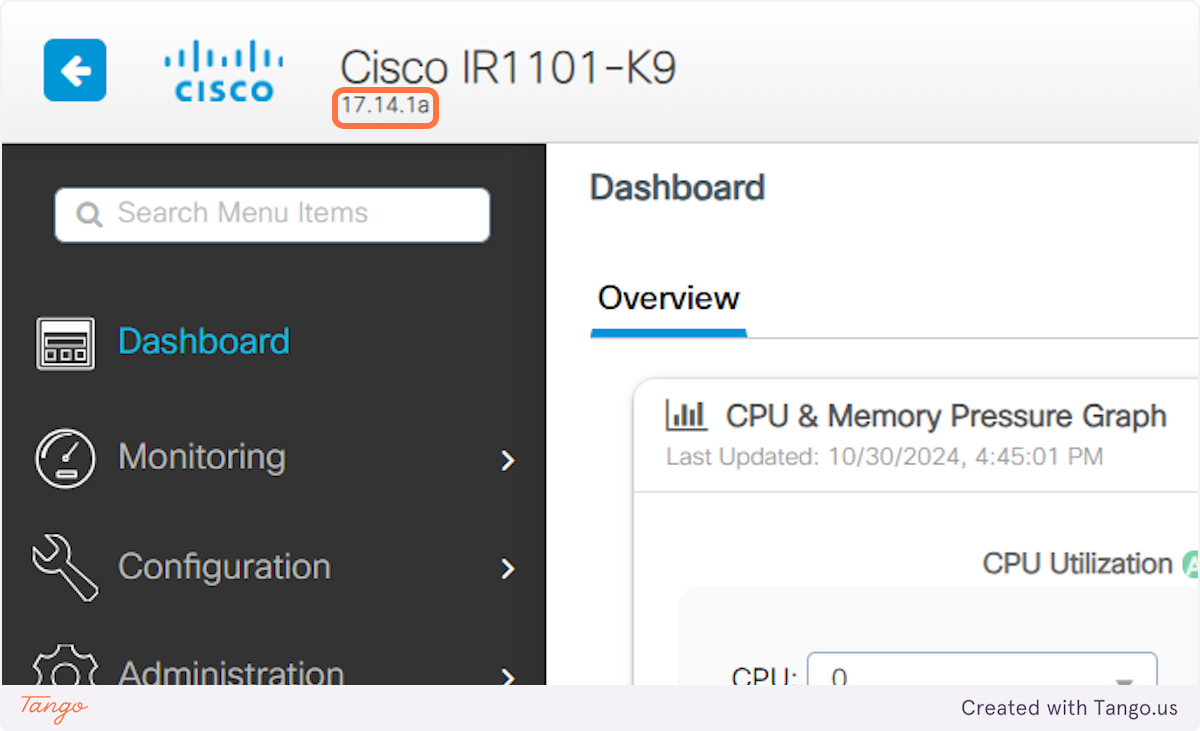 CISCO
Cisco IR1101-K9
17.14.1a
Search Menu Items
Dashboard
Monitoring
Configuration
Administration
Dashboard
Overview
CPU & Memory Pressure Graph
Last Updated: 10/30/2024, 4:45:01 PM
CPU Utilization A
CPU: 0
Tango
Created with Tango.us